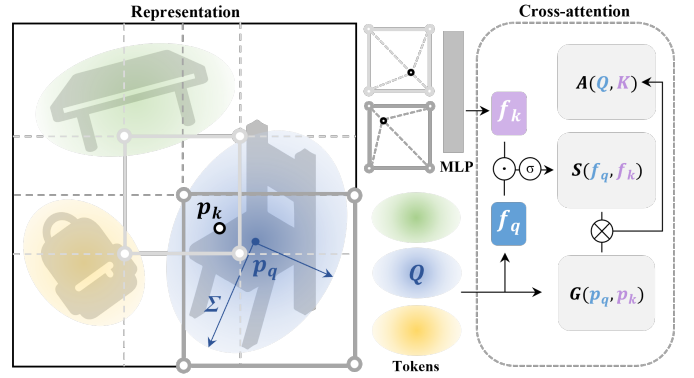 Representation
Cross-attention
p_k
p_q
Σ
MLP
Q
Tokens
f_k
f_q
· σ
A(Q, K)
S(f_q, f_k)
G(p_q, p_k)